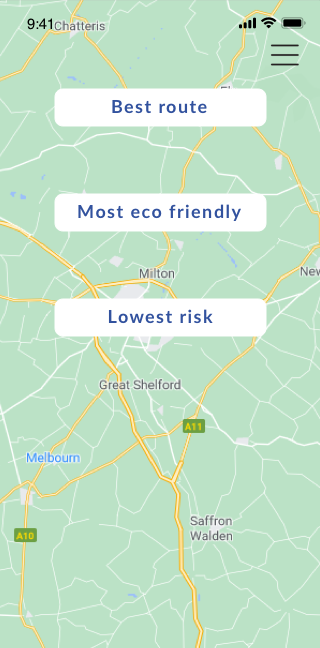 9:41
Chatteris
Best route
Most eco friendly
Milton
Lowest risk
Great Shelford
A11
Melbourn
Saffron
Walden
A10